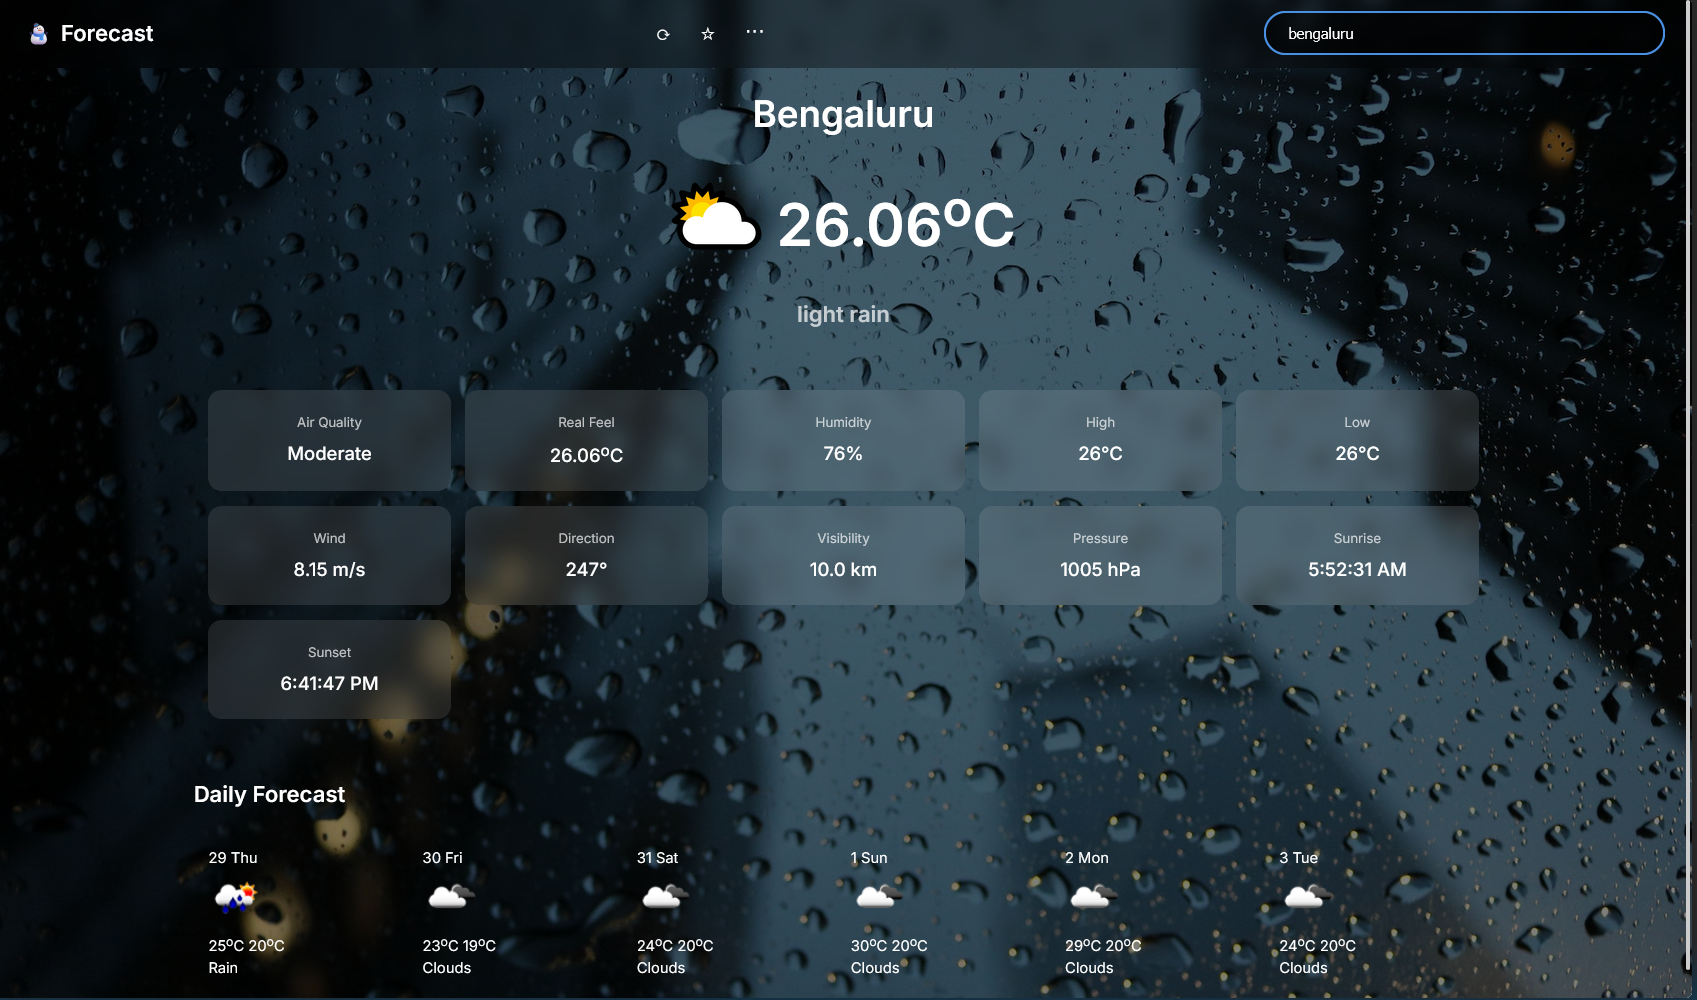 Forecast
bengaluru
Bengaluru
26.06ºC
light rain
Air Quality
Moderate
Real Feel
26.06ºC
Humidity
76%
High
26°C
Low
26°C
Wind
8.15 m/s
Direction
247°
Visibility
10.0 km
Pressure
1005 hPa
Sunrise
5:52:31 AM
Sunset
6:41:47 PM
Daily Forecast
29 Thu
25ºC 20ºC
Rain
30 Fri
23ºC 19ºC
Clouds
31 Sat
24ºC 20ºC
Clouds
1 Sun
30ºC 20ºC
Clouds
2 Mon
29ºC 20ºC
Clouds
3 Tue
24ºC 20ºC
Clouds